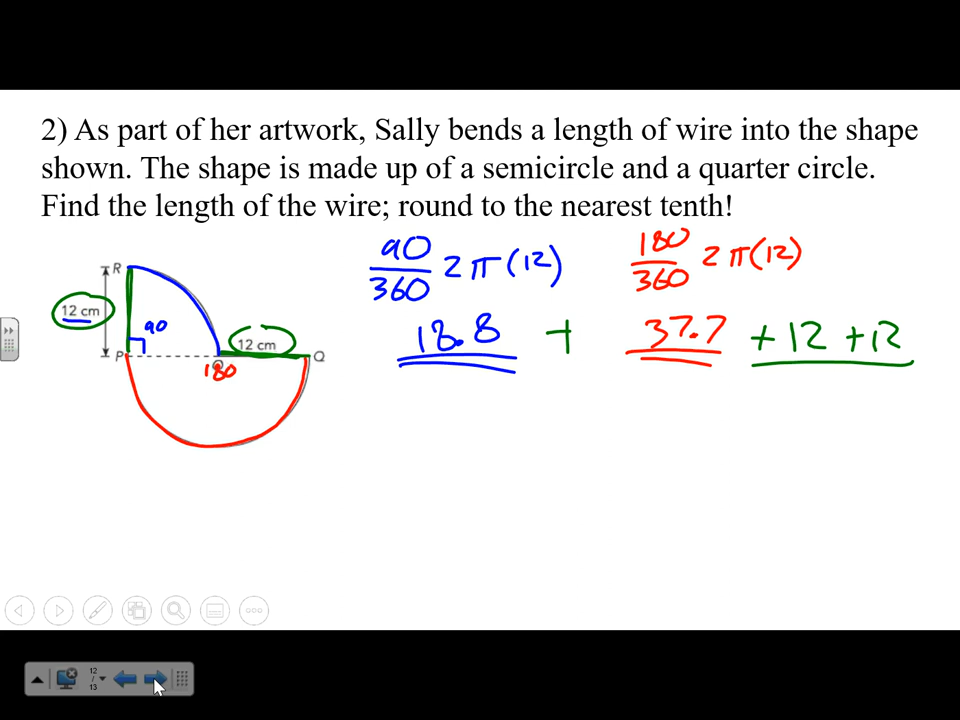 2) As part of her artwork, Sally bends a length of wire into the shape
shown. The shape is made up of a semicircle and a quarter circle.
Find the length of the wire; round to the nearest tenth!
90/360 2π(12)
180/360 2π(12)
R
12 cm
90
12 cm
P
Q
180
18.8 + 37.7 + 12 + 12
12
/
13